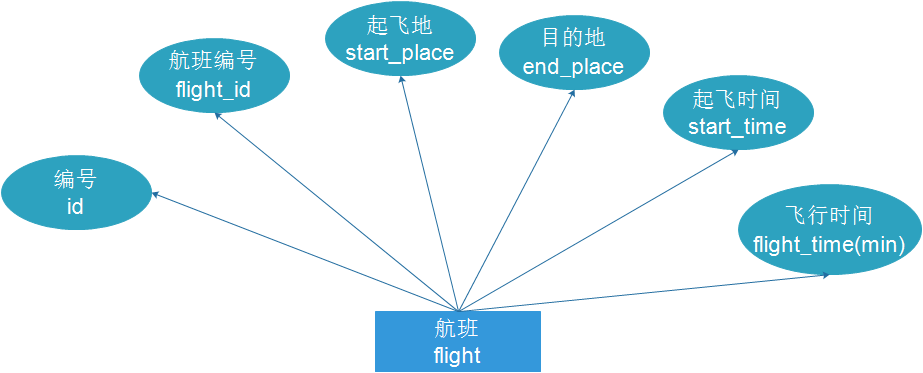 起飞地
start_place
目的地
end_place
航班编号
flight_id
起飞时间
start_time
编号
id
飞行时间
flight_time(min)
航班
flight